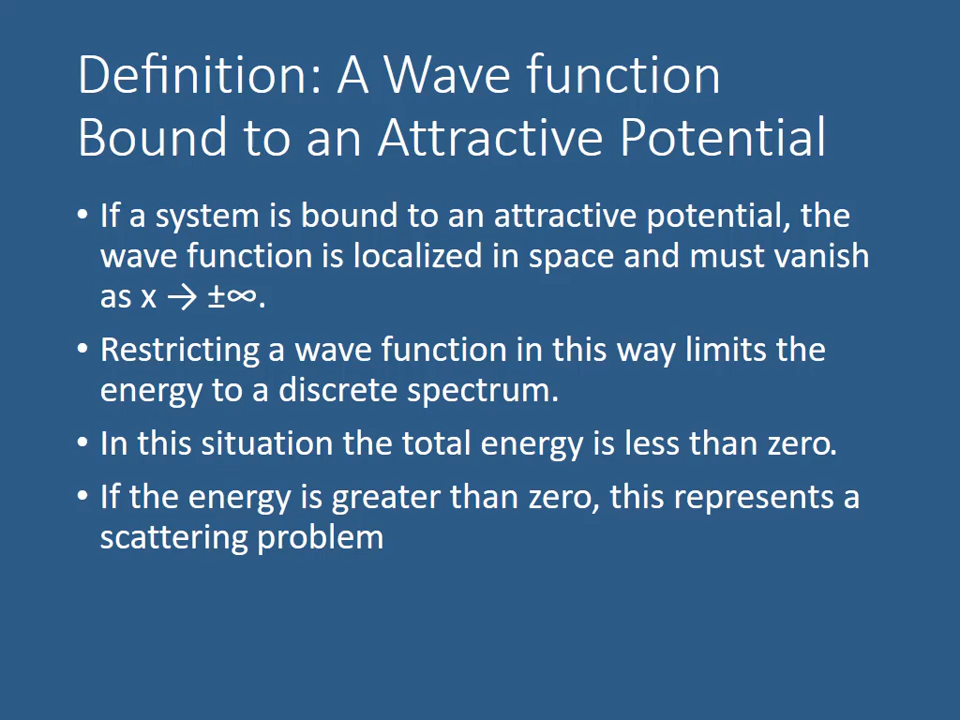 Definition: A Wave function
Bound to an Attractive Potential
• If a system is bound to an attractive potential, the
wave function is localized in space and must vanish
as x → ±∞.
• Restricting a wave function in this way limits the
energy to a discrete spectrum.
• In this situation the total energy is less than zero.
• If the energy is greater than zero, this represents a
scattering problem